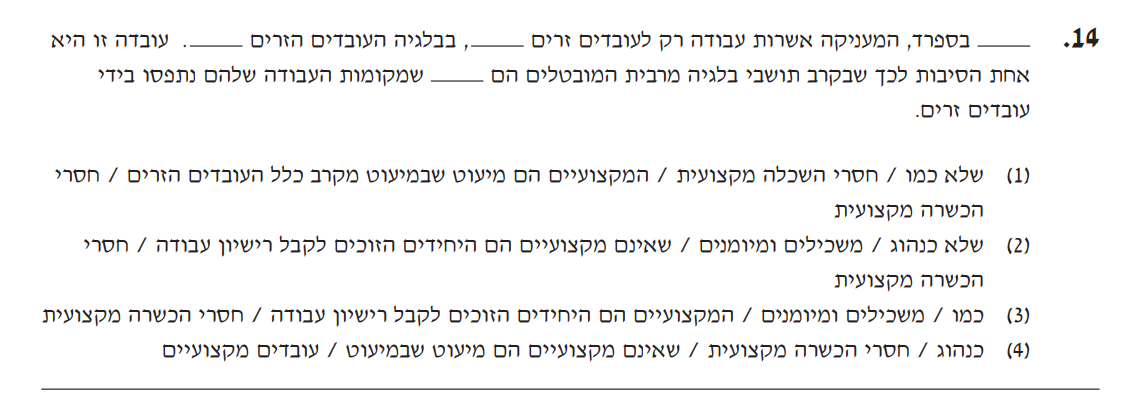 14. _____ בספרד, המעניקה אשרות עבודה רק לעובדים זרים _____, בבלגיה העובדים הזרים _____. עובדה זו היא
אחת הסיבות לכך שבקרב תושבי בלגיה מרבית המובטלים הם _____ שמקומות העבודה שלהם נתפסו בידי
עובדים זרים.
(1) שלא כמו / חסרי השכלה מקצועית / המקצועיים הם מיעוט שבמיעוט מקרב כלל העובדים הזרים / חסרי
הכשרה מקצועית
(2) שלא כנהוג / משכילים ומיומנים / שאינם מקצועיים הם היחידים הזוכים לקבל רישיון עבודה / חסרי
הכשרה מקצועית
(3) כמו / משכילים ומיומנים / המקצועיים הם היחידים הזוכים לקבל רישיון עבודה / חסרי הכשרה מקצועית
(4) כנהוג / חסרי הכשרה מקצועית / שאינם מקצועיים הם מיעוט שבמיעוט / עובדים מקצועיים